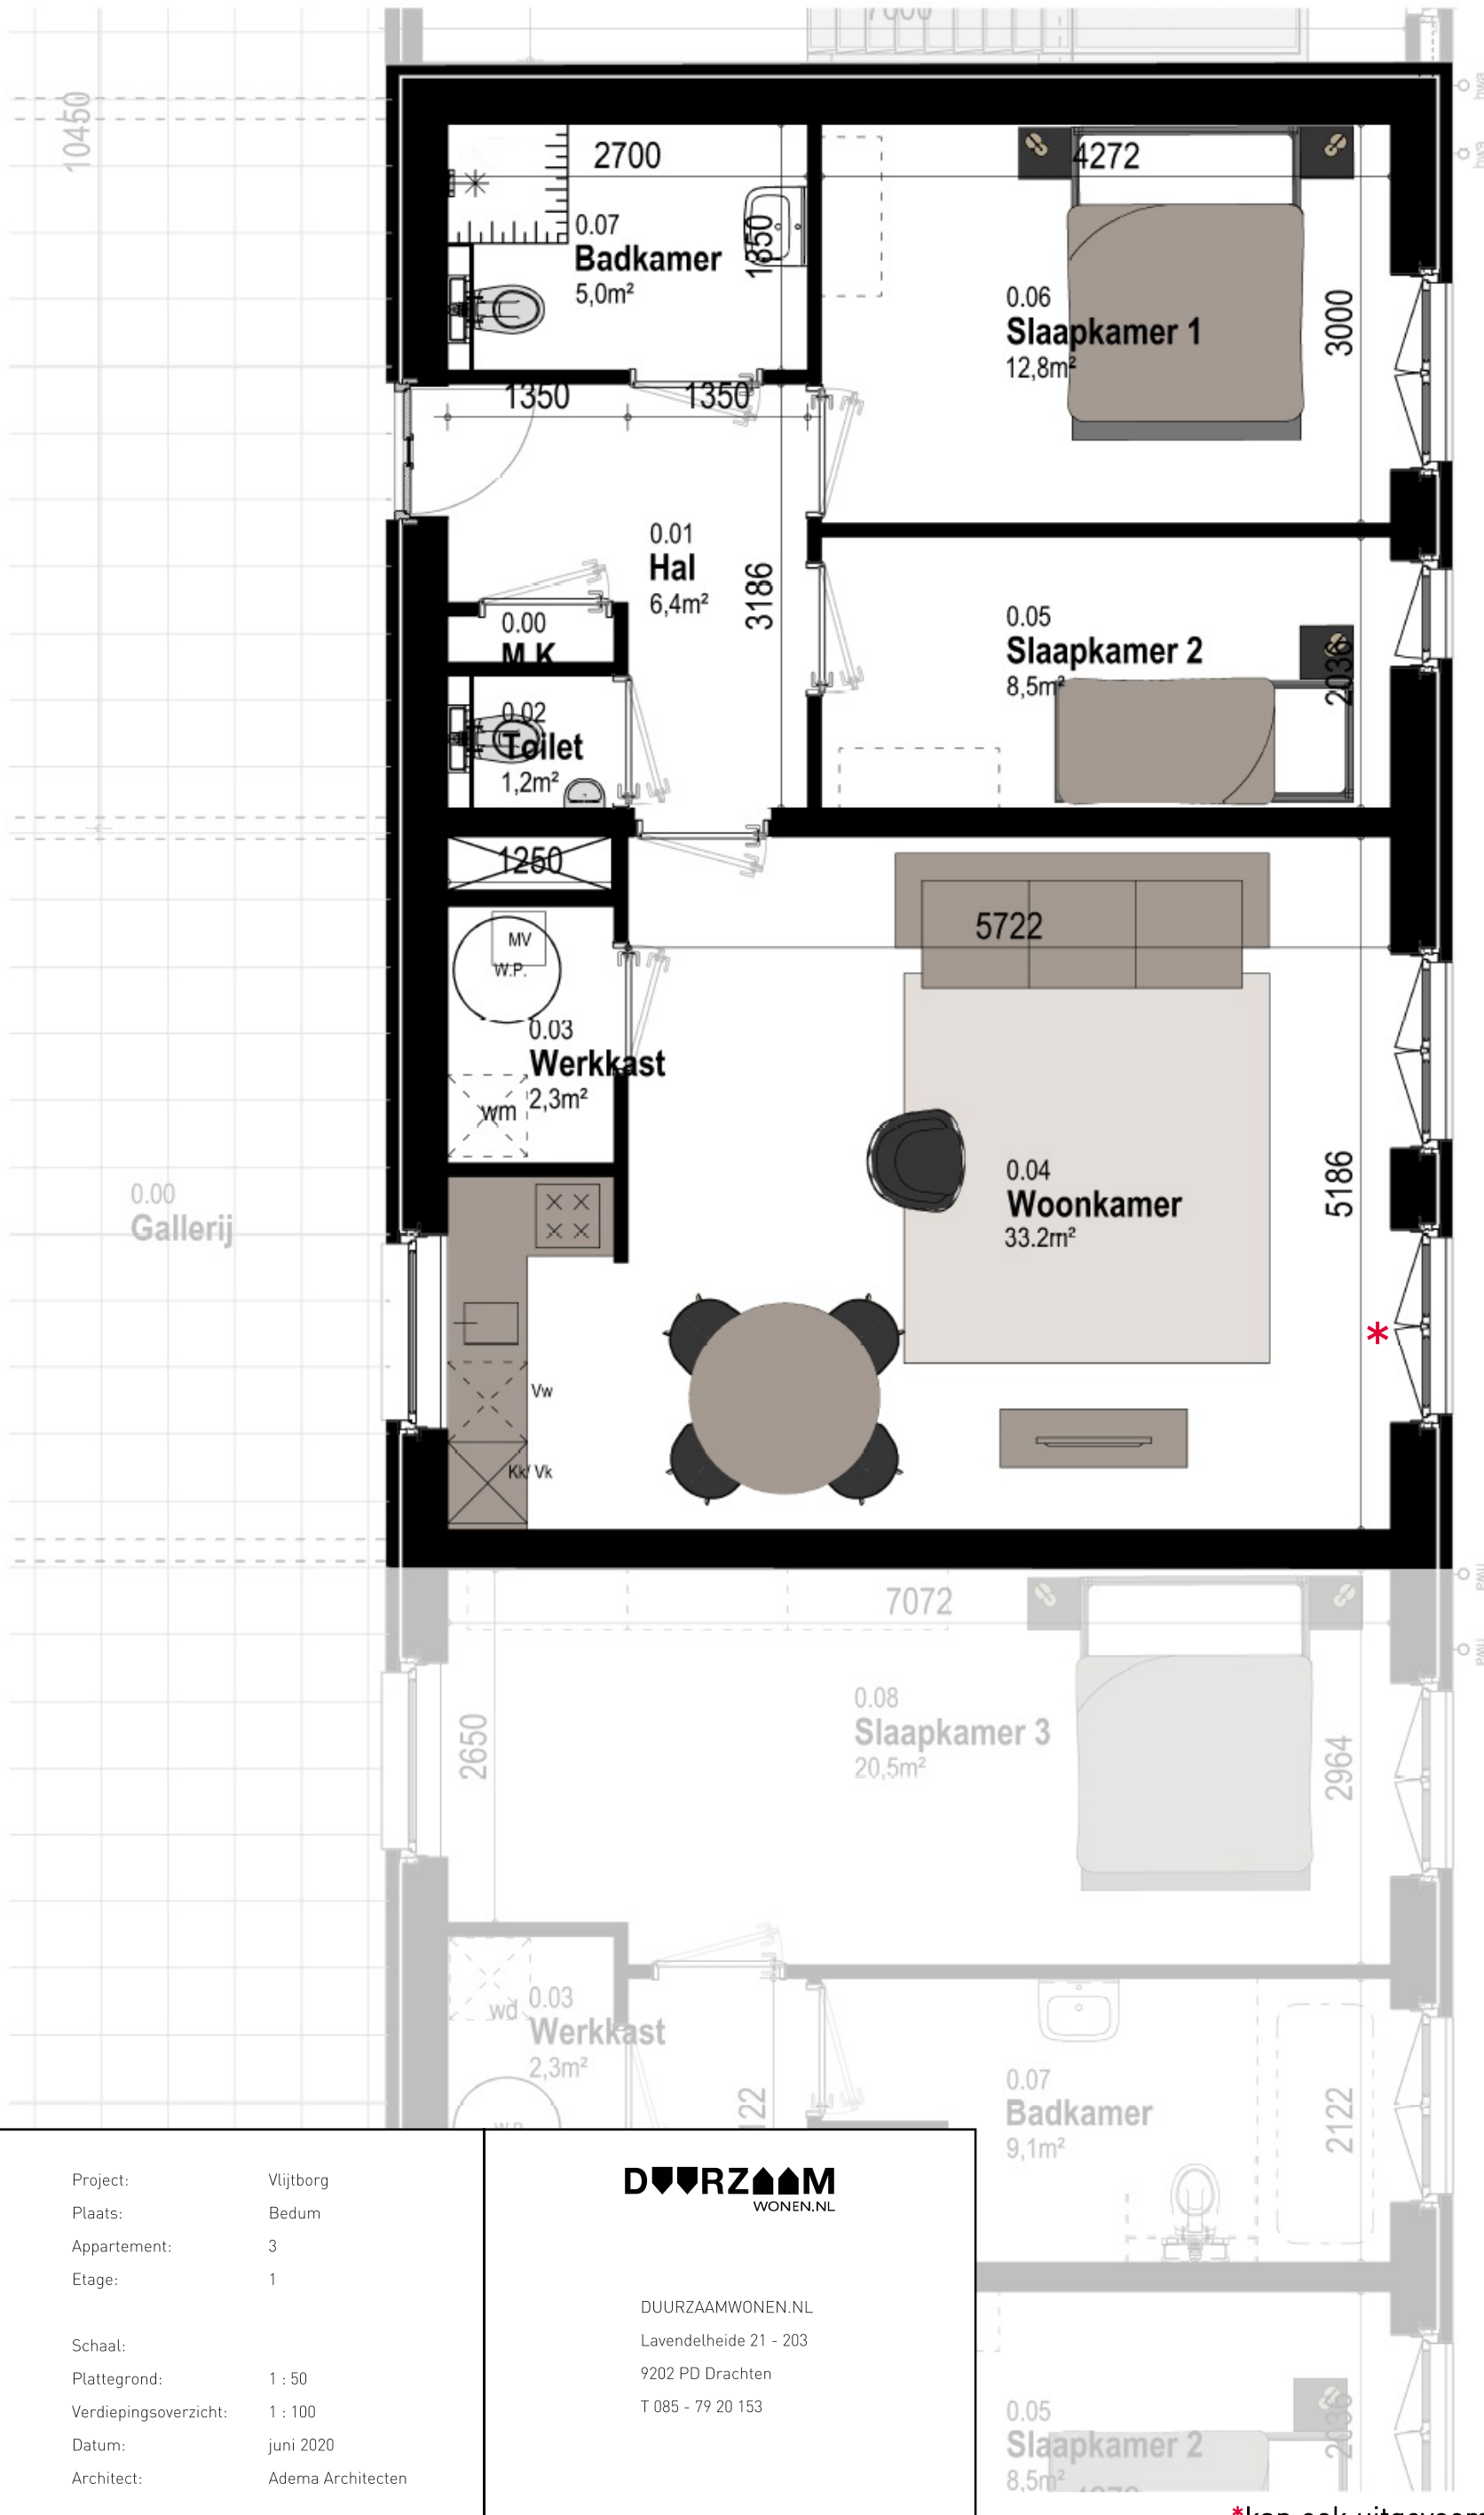 10450
hwa
hwa
2700
4272
0.07
Badkamer
5,0m²
1850
0.06
Slaapkamer 1
12,8m²
3000
1350
1350
0.01
Hal
6,4m²
3186
0.00
M.K
0.05
Slaapkamer 2
8,5m²
2036
0.02
Toilet
1,2m²
1250
5722
MV
W.P.
0.03
Werkkast
2,3m²
wm
0.04
Woonkamer
33.2m²
5186
0.00
Gallerij
*
Vw
Kk/ Vk
7072
0.08
Slaapkamer 3
20,5m²
2650
2964
wd
0.03
Werkkast
2,3m²
0.07
Badkamer
9,1m²
2122
0.05
Slaapkamer 2
8,5m²
2036
Project: Vlijtborg
Plaats: Bedum
Appartement: 3
Etage: 1
Schaal:
Plattegrond: 1 : 50
Verdiepingsoverzicht: 1 : 100
Datum: juni 2020
Architect: Adema Architecten
DUURZAAM
WONEN.NL
DUURZAAMWONEN.NL
Lavendelheide 21 - 203
9202 PD Drachten
T 085 - 79 20 153